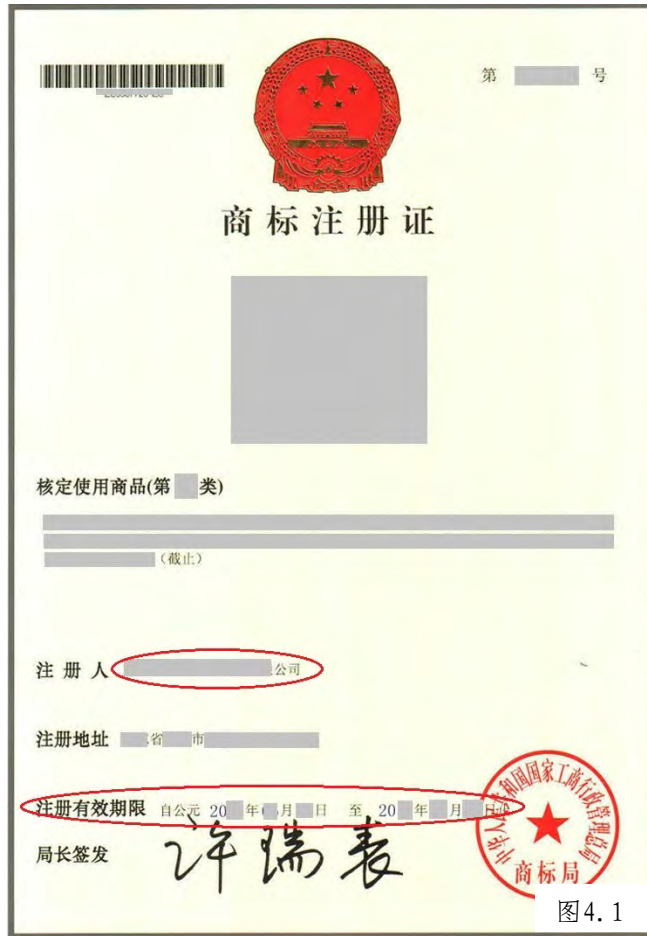 第 号
商标注册证
核定使用商品(第 类)
(截止)
注册人 公司
注册地址 省 市
注册有效期限 自公元 20 年 月 日 至 20 年 月 日止
局长签发 许瑞表
中华人民共和国国家工商行政管理总局
商标局
图4.1